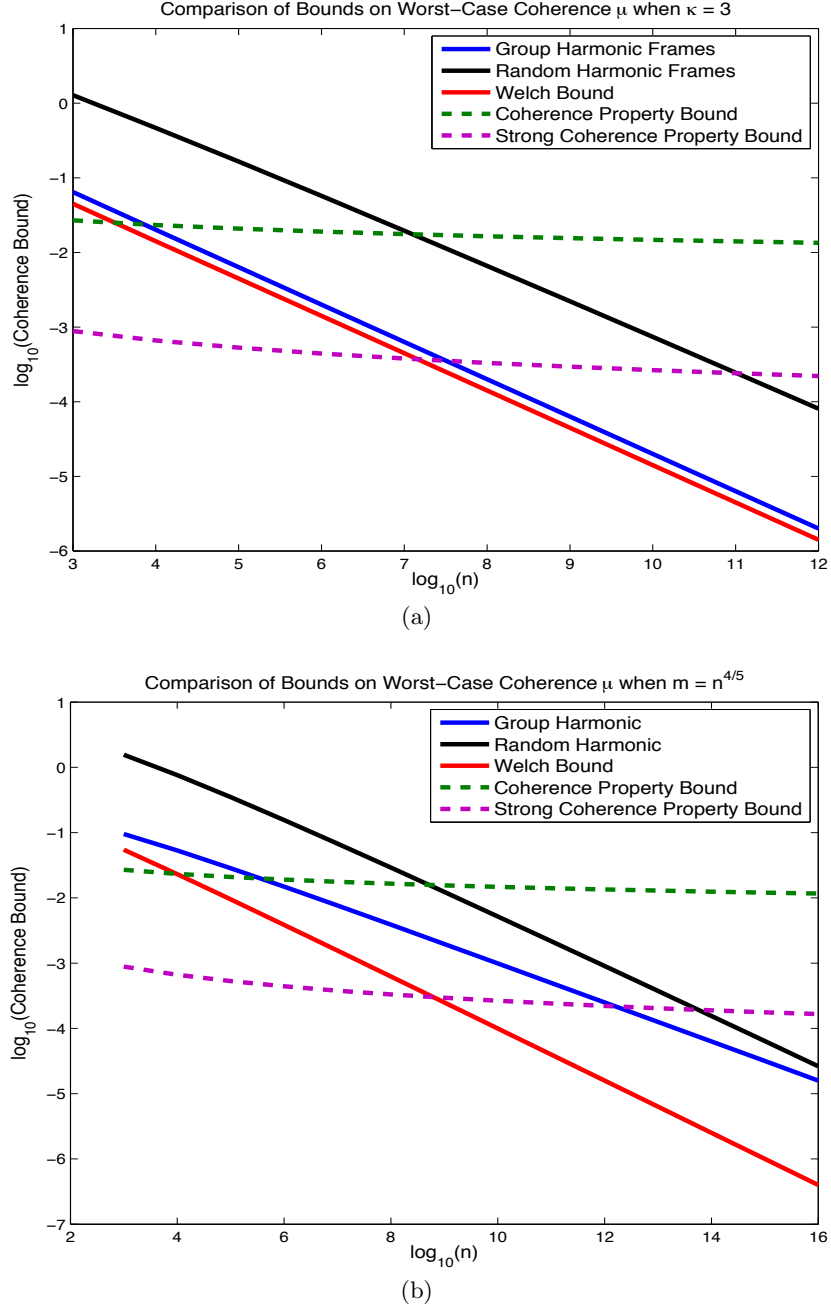 Comparison of Bounds on Worst−Case Coherence μ when κ = 3
Group Harmonic Frames
Random Harmonic Frames
Welch Bound
Coherence Property Bound
Strong Coherence Property Bound
log10(Coherence Bound)
1
0
−1
−2
−3
−4
−5
−6
3 4 5 6 7 8 9 10 11 12
log10(n)
(a)
Comparison of Bounds on Worst−Case Coherence μ when m = n^4/5
Group Harmonic
Random Harmonic
Welch Bound
Coherence Property Bound
Strong Coherence Property Bound
log10(Coherence Bound)
1
0
−1
−2
−3
−4
−5
−6
−7
2 4 6 8 10 12 14 16
log10(n)
(b)